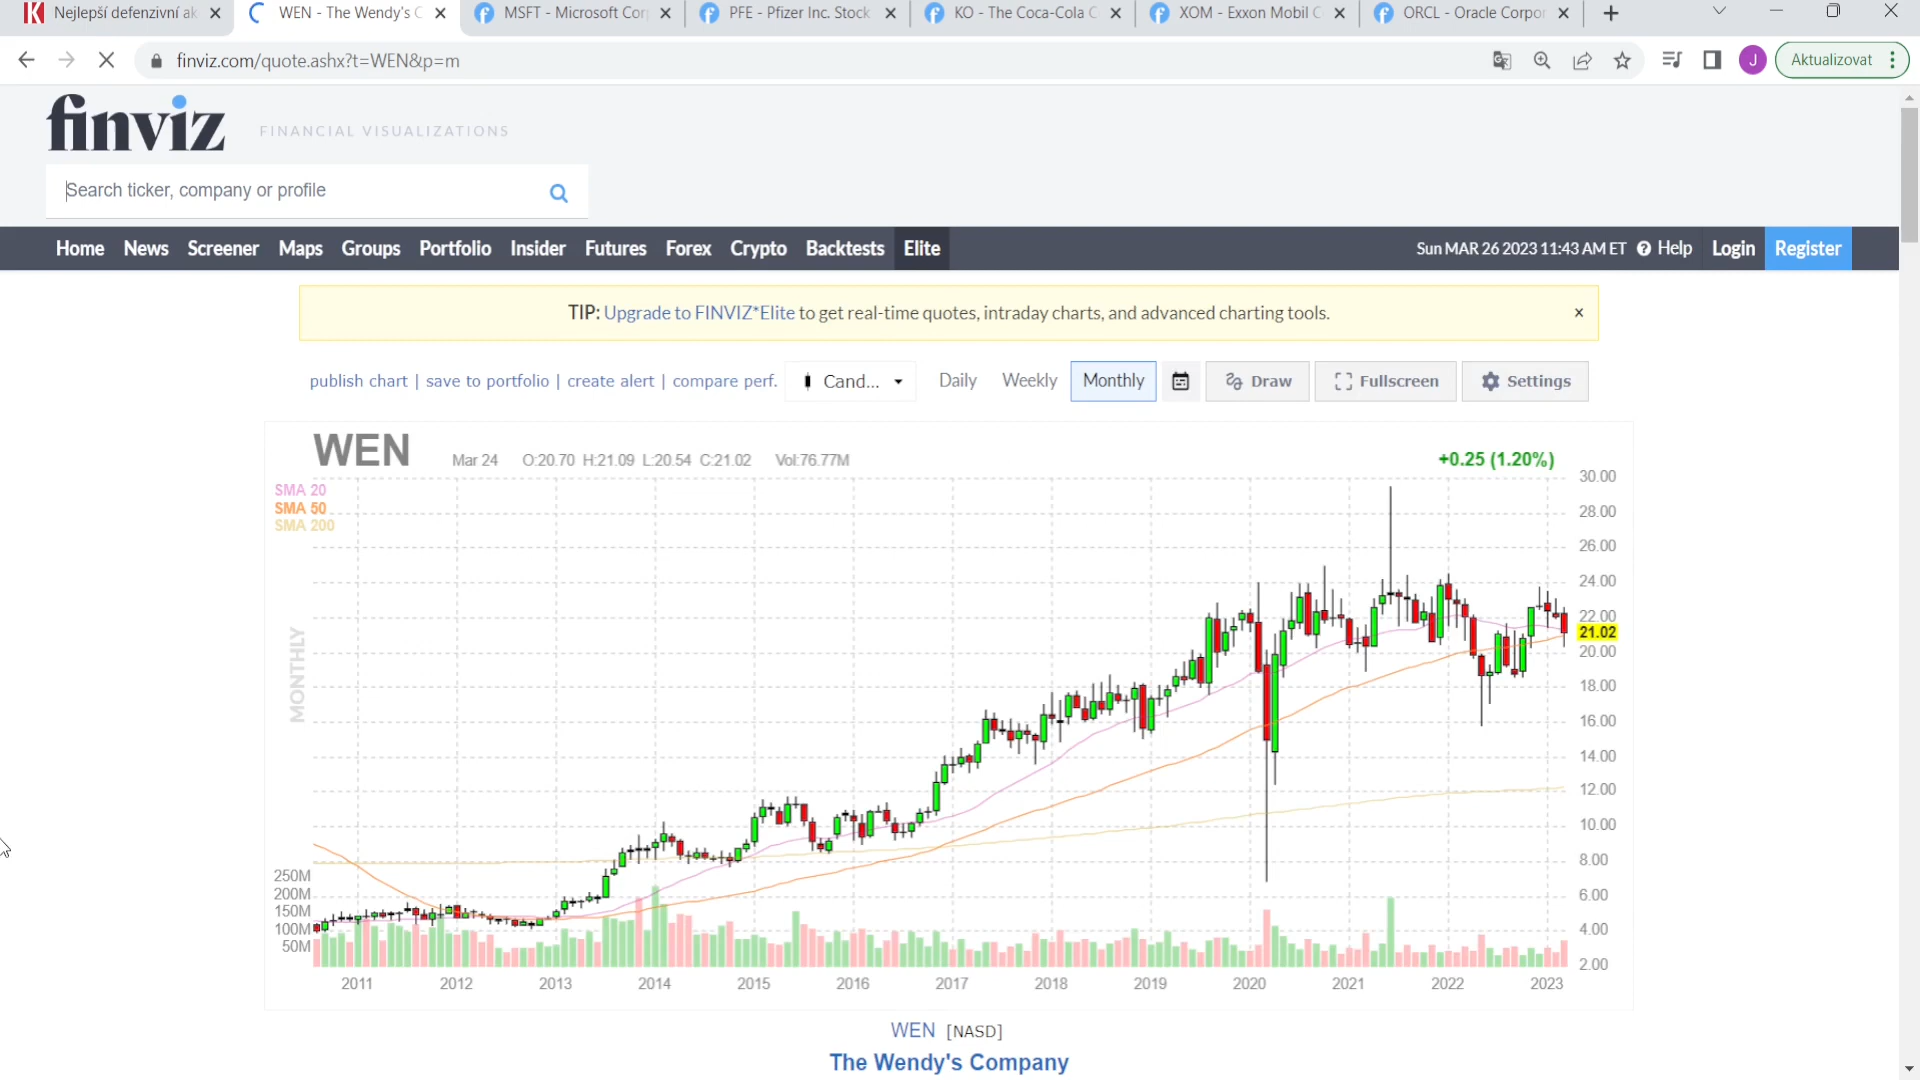 Nejlepší defenzivní ak
WEN - The Wendy's C
MSFT - Microsoft Corp
PFE - Pfizer Inc. Stock
KO - The Coca-Cola C
XOM - Exxon Mobil C
ORCL - Oracle Corpor
finviz.com/quote.ashx?t=WEN&p=m
J
Aktualizovat
finviz FINANCIAL VISUALIZATIONS
Search ticker, company or profile
Home News Screener Maps Groups Portfolio Insider Futures Forex Crypto Backtests Elite Sun MAR 26 2023 11:43 AM ET Help Login Register
TIP: Upgrade to FINVIZ*Elite to get real-time quotes, intraday charts, and advanced charting tools. ×
publish chart | save to portfolio | create alert | compare perf. Cand... Daily Weekly Monthly Draw Fullscreen Settings
WEN Mar 24 O:20.70 H:21.09 L:20.54 C:21.02 Vol:76.77M +0.25 (1.20%)
SMA 20
SMA 50
SMA 200
MONTHLY
30.00
28.00
26.00
24.00
22.00
21.02
20.00
18.00
16.00
14.00
12.00
10.00
8.00
6.00
4.00
2.00
250M
200M
150M
100M
50M
2011 2012 2013 2014 2015 2016 2017 2018 2019 2020 2021 2022 2023
WEN [NASD]
The Wendy's Company